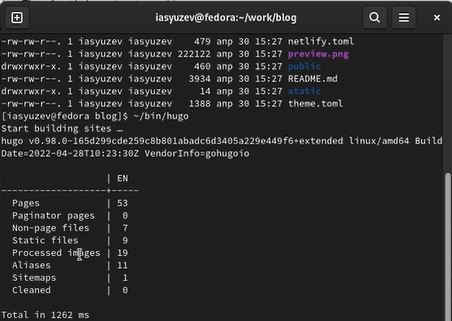 iasyuzev@fedora:~/work/blog
-rw-rw-r--. 1 iasyuzev iasyuzev 479 апр 30 15:27 netlify.toml
-rw-rw-r--. 1 iasyuzev iasyuzev 222122 апр 30 15:27 preview.png
drwxrwxr-x. 1 iasyuzev iasyuzev 460 апр 30 15:27 public
-rw-rw-r--. 1 iasyuzev iasyuzev 3934 апр 30 15:27 README.md
drwxrwxr-x. 1 iasyuzev iasyuzev 14 апр 30 15:27 static
-rw-rw-r--. 1 iasyuzev iasyuzev 1388 апр 30 15:27 theme.toml
[iasyuzev@fedora blog]$ ~/bin/hugo
Start building sites …
hugo v0.98.0-165d299cde259c8b801abadc6d3405a229e449f6+extended linux/amd64 Build
Date=2022-04-28T10:23:30Z VendorInfo=gohugoio
| EN
-------------------+-----
Pages | 53
Paginator pages | 0
Non-page files | 7
Static files | 9
Processed images | 19
Aliases | 11
Sitemaps | 1
Cleaned | 0
Total in 1262 ms